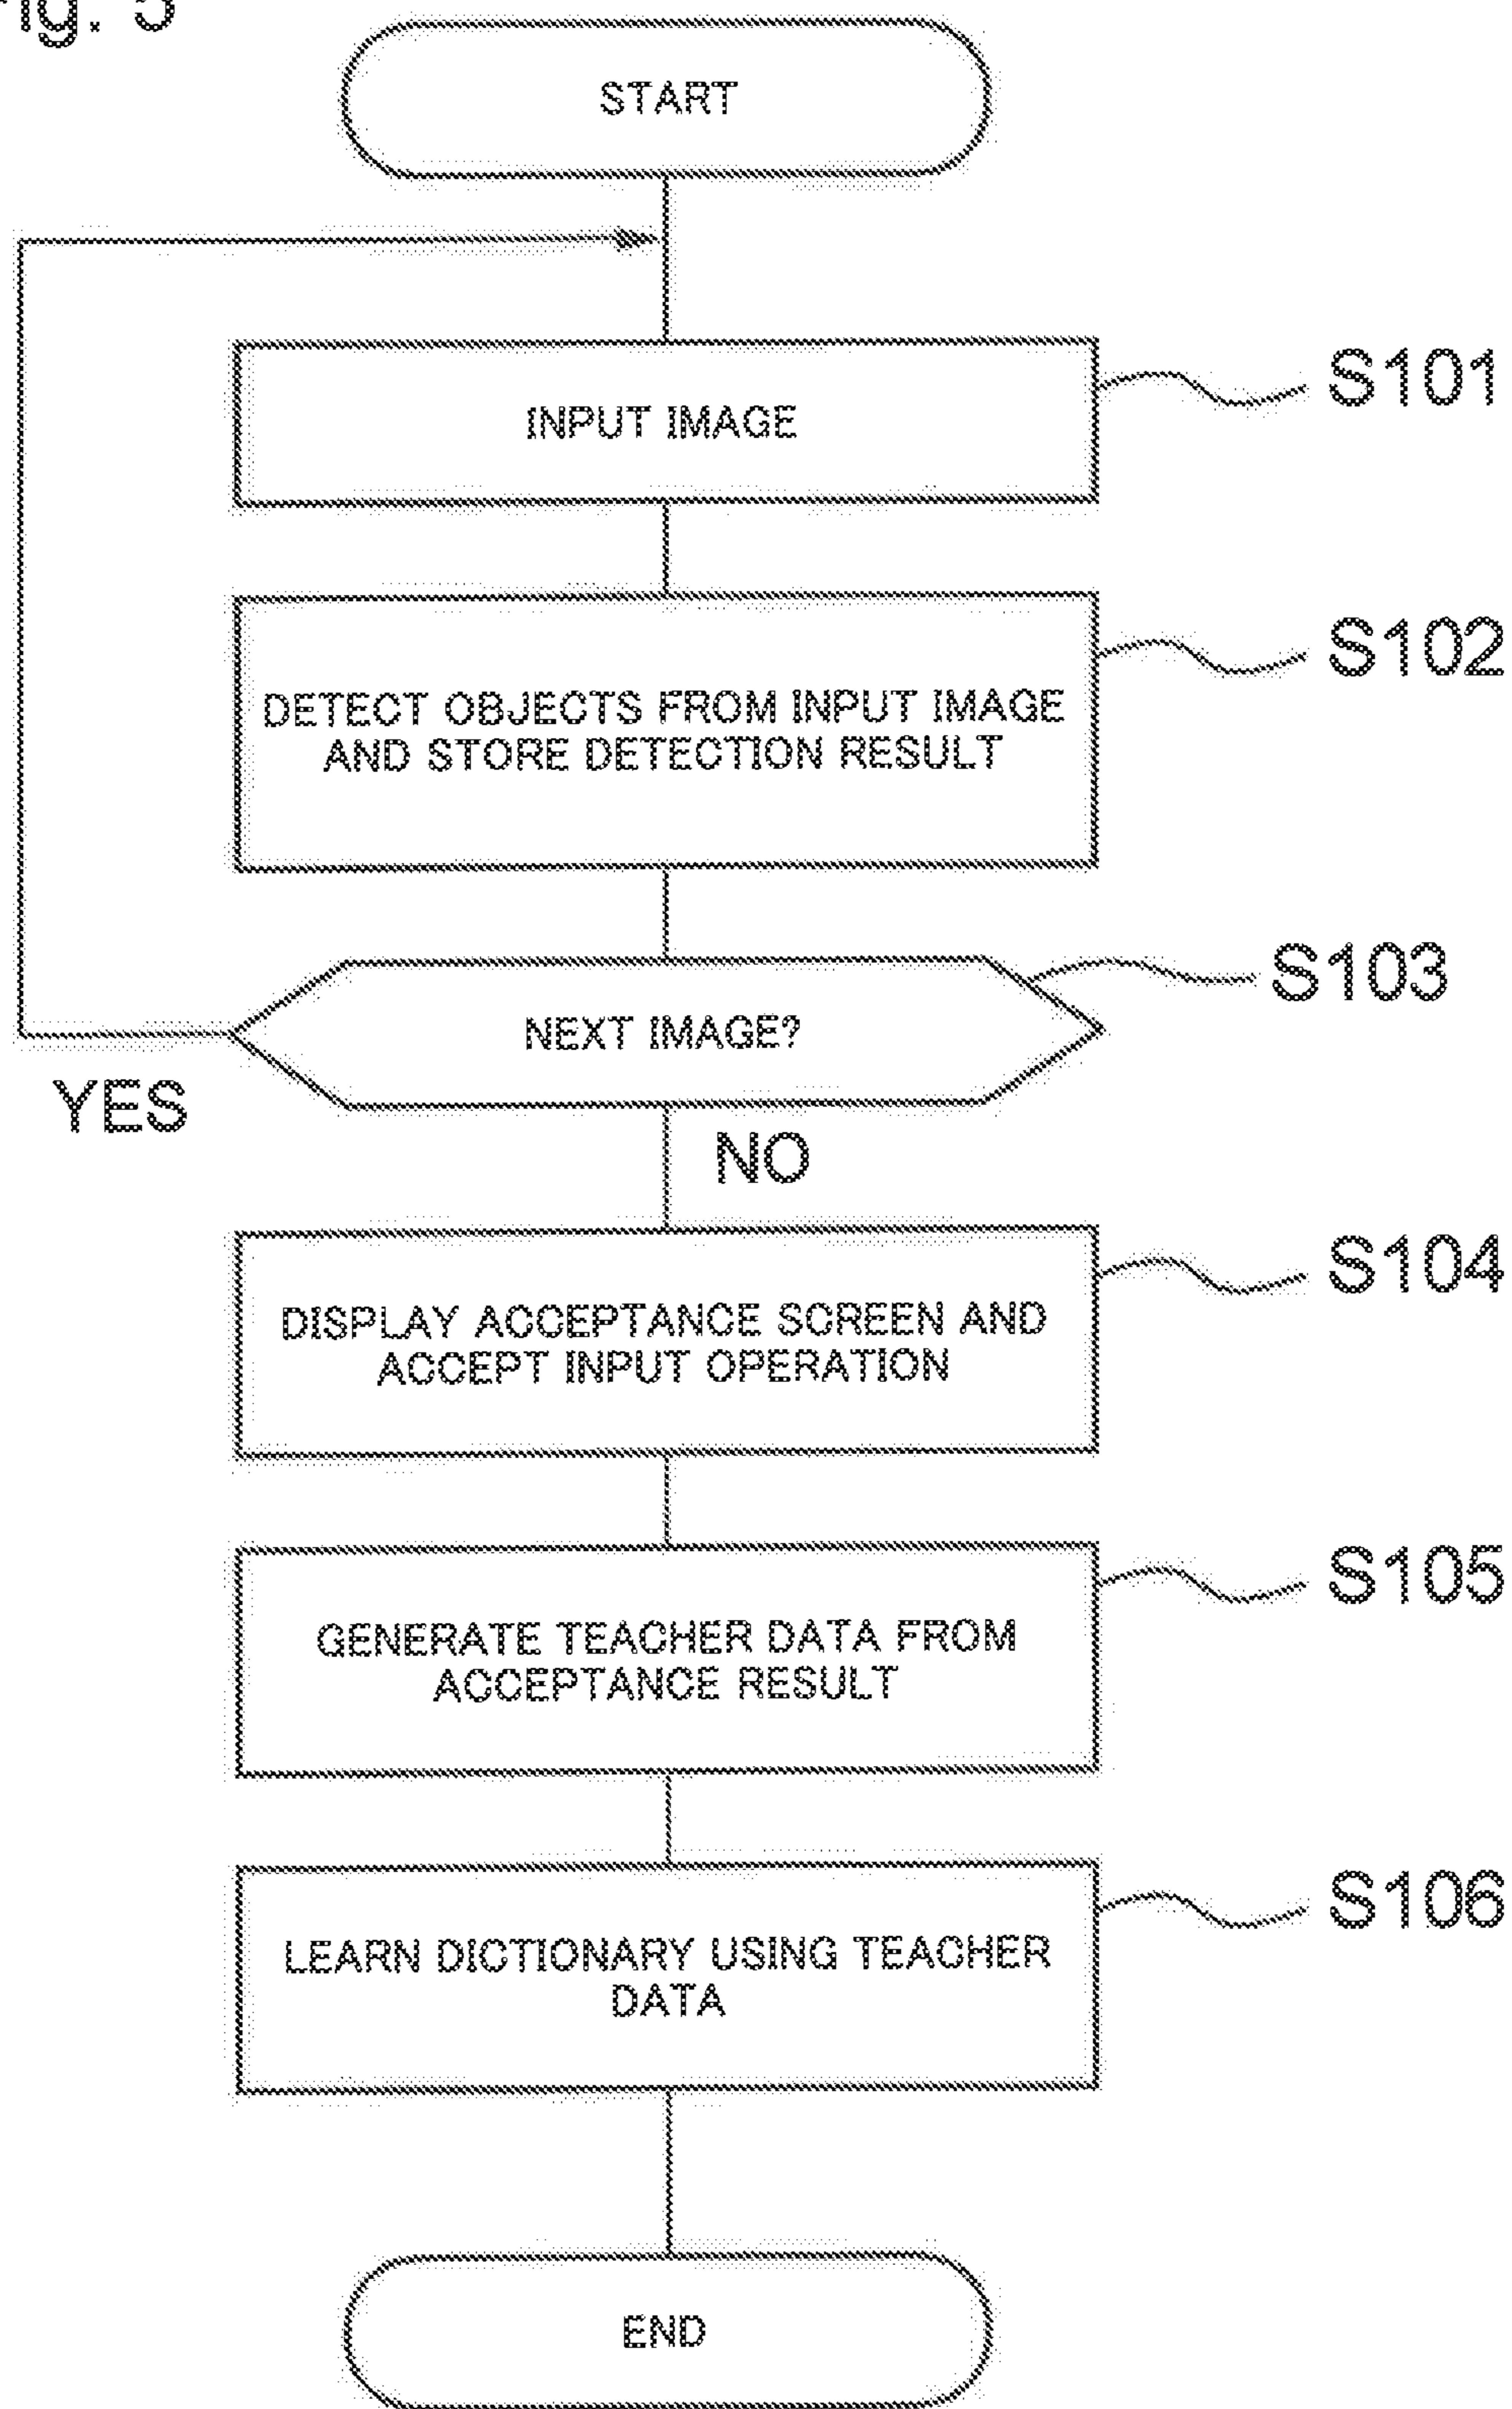 Fig. 5
START
INPUT IMAGE
S101
DETECT OBJECTS FROM INPUT IMAGE
AND STORE DETECTION RESULT
S102
NEXT IMAGE?
S103
YES
NO
DISPLAY ACCEPTANCE SCREEN AND
ACCEPT INPUT OPERATION
S104
GENERATE TEACHER DATA FROM
ACCEPTANCE RESULT
S105
LEARN DICTIONARY USING TEACHER
DATA
S106
END